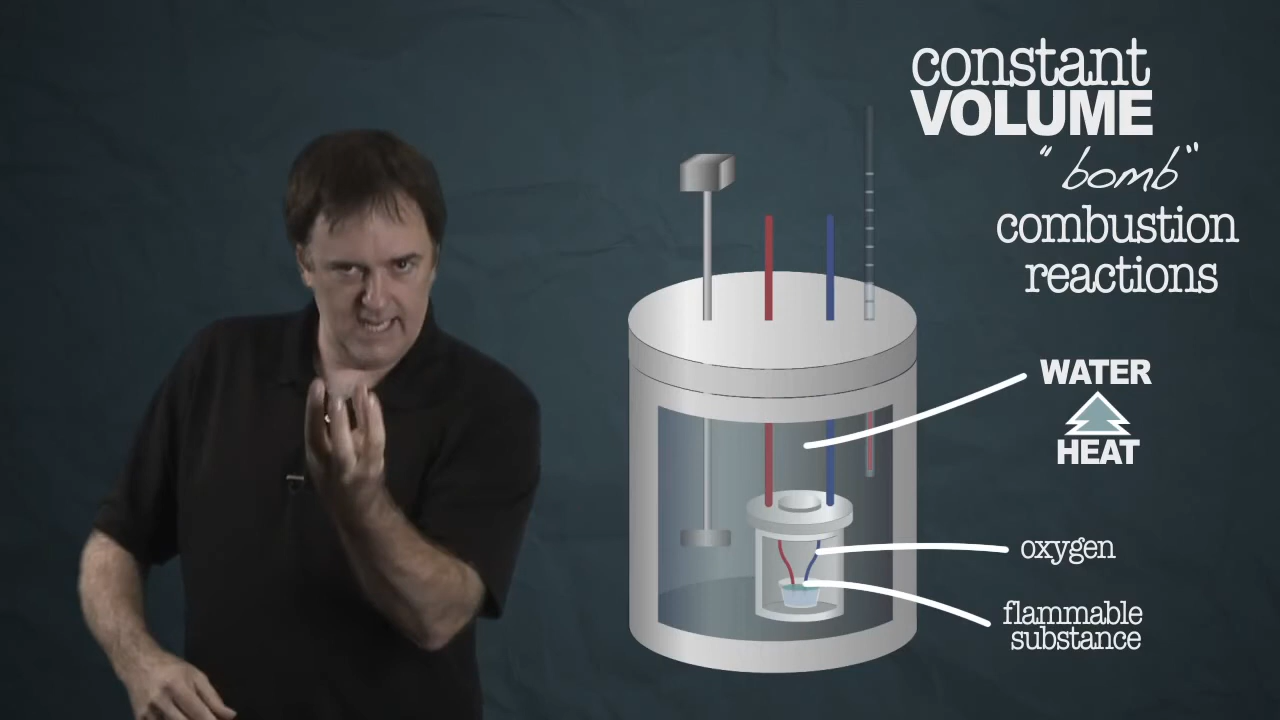 constant
VOLUME
"bomb"
combustion
reactions
WATER
HEAT
oxygen
flammable
substance